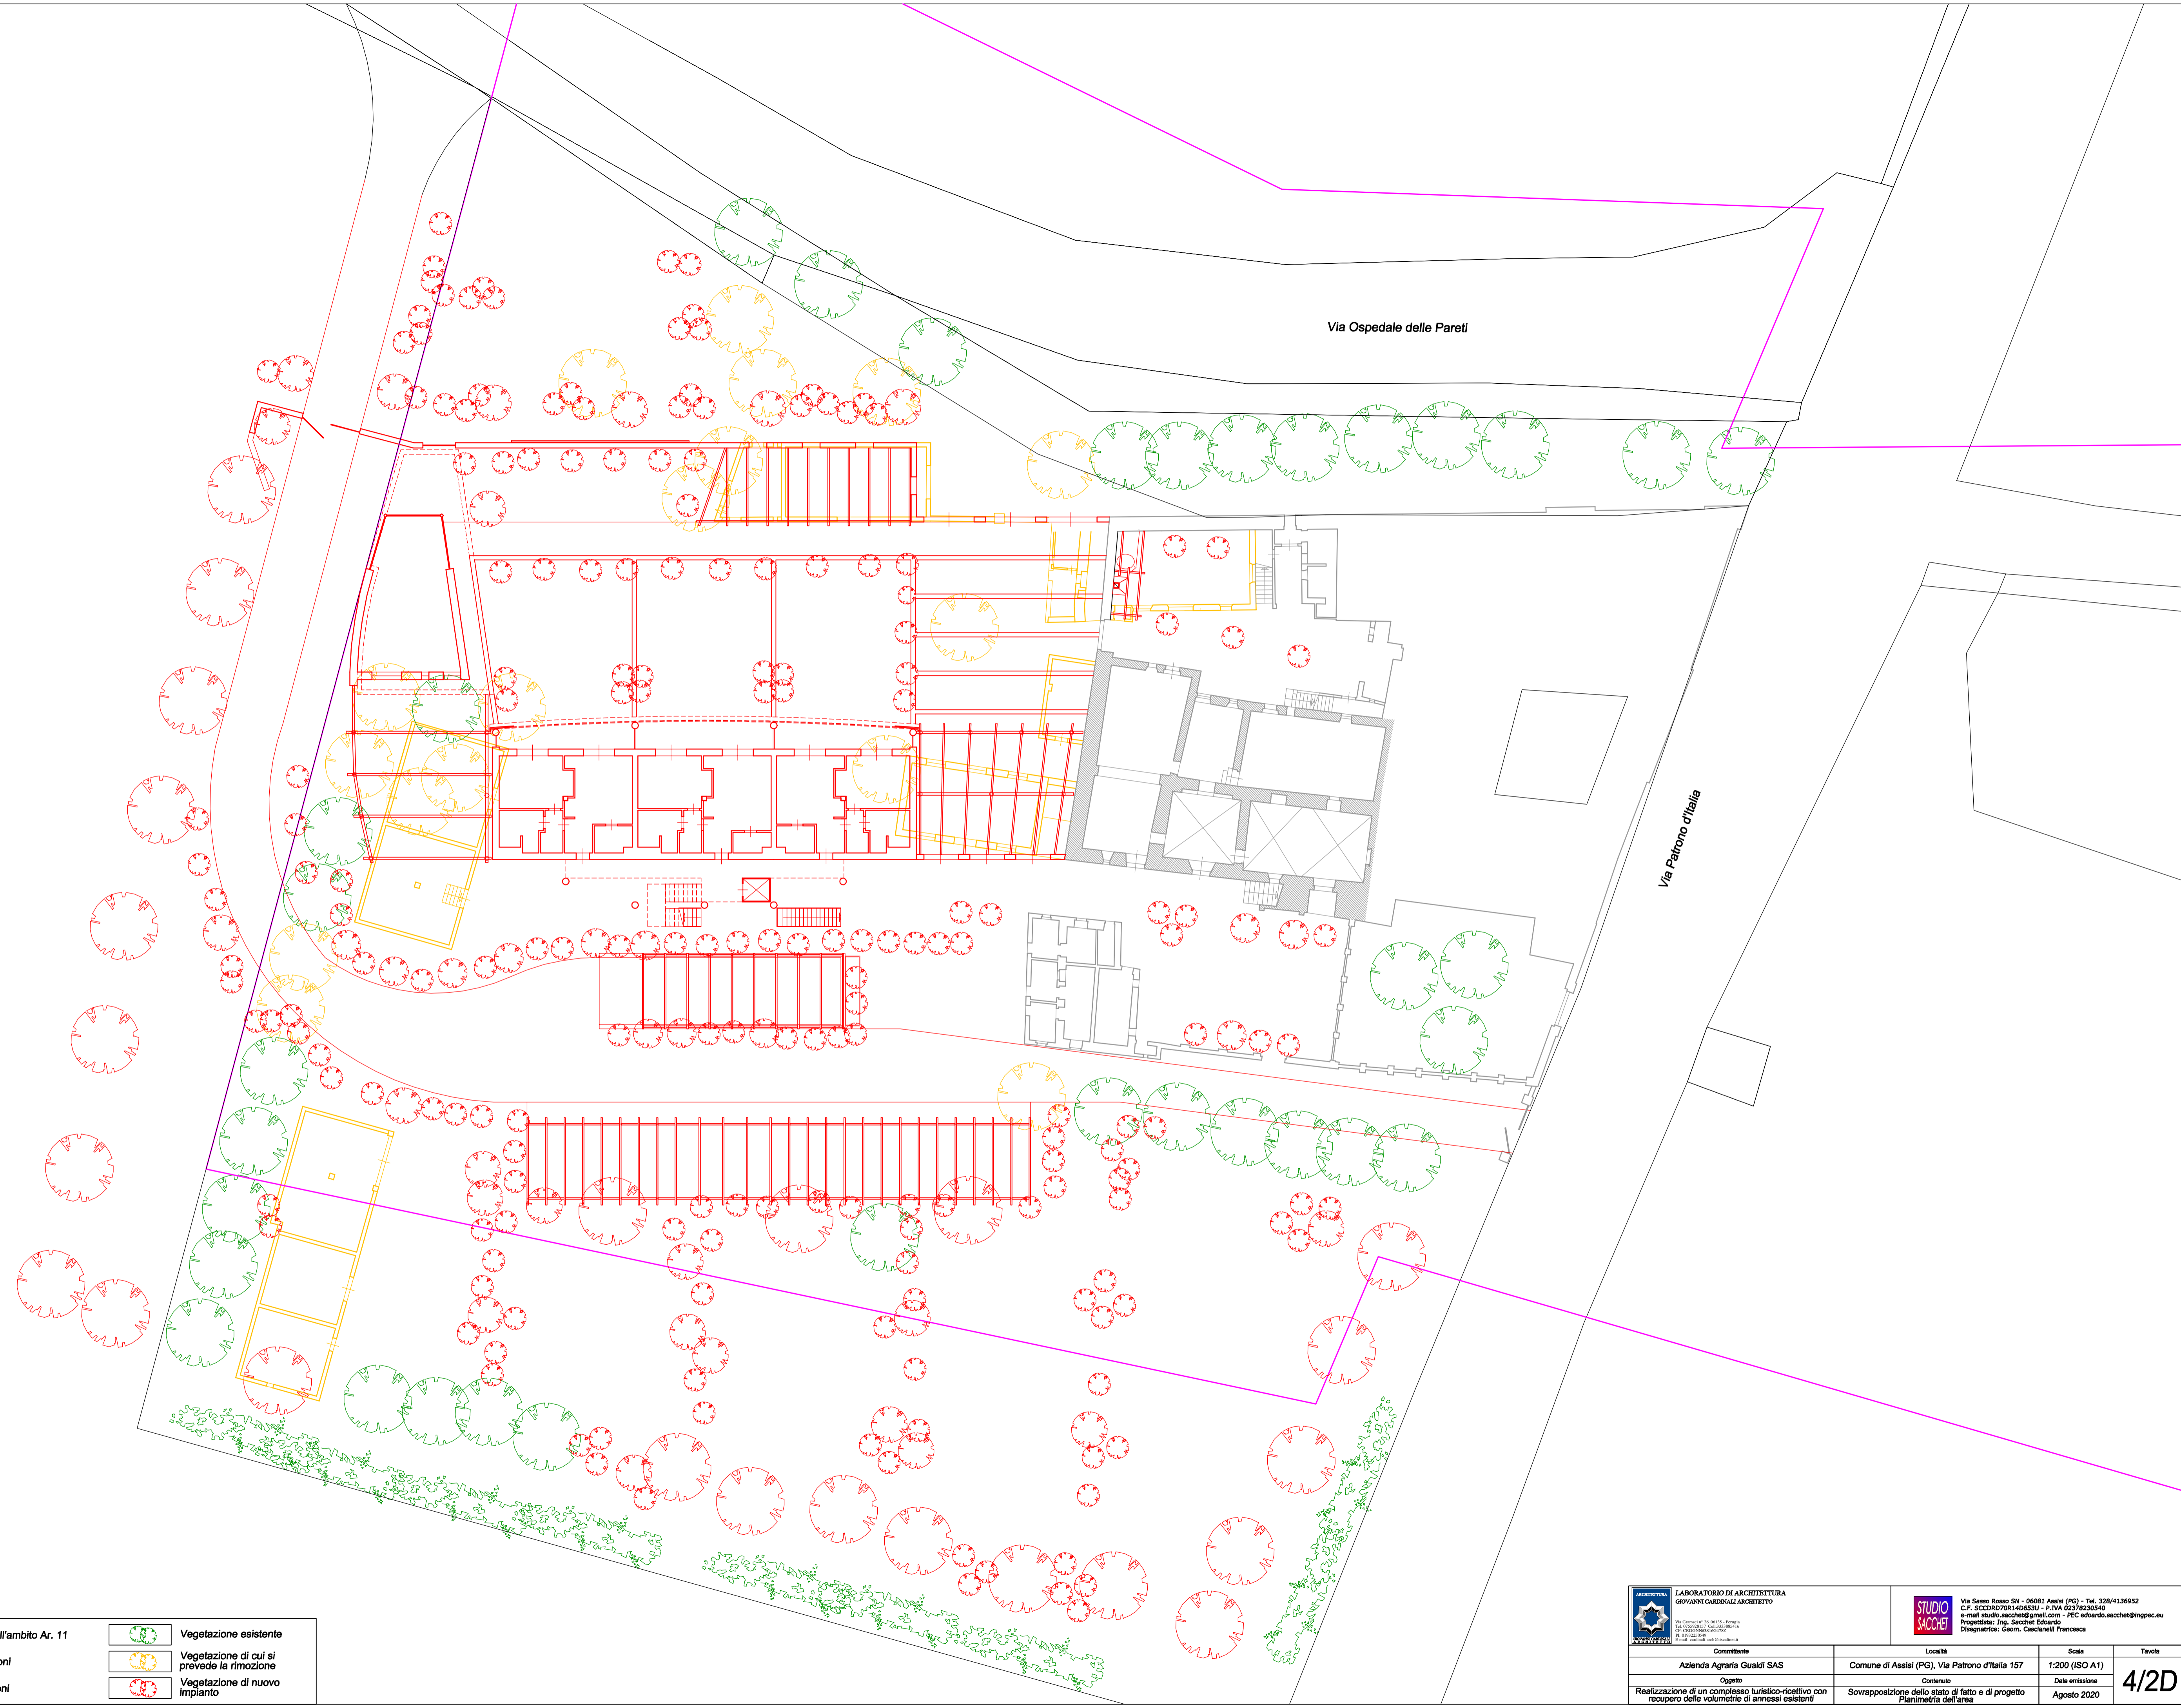 Via Ospedale delle Pareti
Via Patrono d'Italia
ll'ambito Ar. 11
oni
oni
Vegetazione esistente
Vegetazione di cui si
prevede la rimozione
Vegetazione di nuovo
impianto
ARCHITETTURA
LABORATORIO DI ARCHITETTURA
GIOVANNI CARDINALI ARCHITETTO
STUDIO
SACCHET
Via Sasso Rosso SN - 06081 Assisi (PG) - Tel. 328/4136952
C.F. SCCDRD70R14D653U - P.IVA 02378230540
e-mail studio.sacchet@gmail.com - PEC edoardo.sacchet@ingpec.eu
Progettista: Ing. Sacchet Edoardo
Disegnatrice: Geom. Cascianelli Francesca
Committente
Località
Scala
Tavola
Azienda Agraria Gualdi SAS
Comune di Assisi (PG), Via Patrono d'Italia 157
1:200 (ISO A1)
4/2D
Oggetto
Contenuto
Data emissione
Realizzazione di un complesso turistico-ricettivo con
recupero delle volumetrie di annessi esistenti
Sovrapposizione dello stato di fatto e di progetto
Planimetria dell'area
Agosto 2020